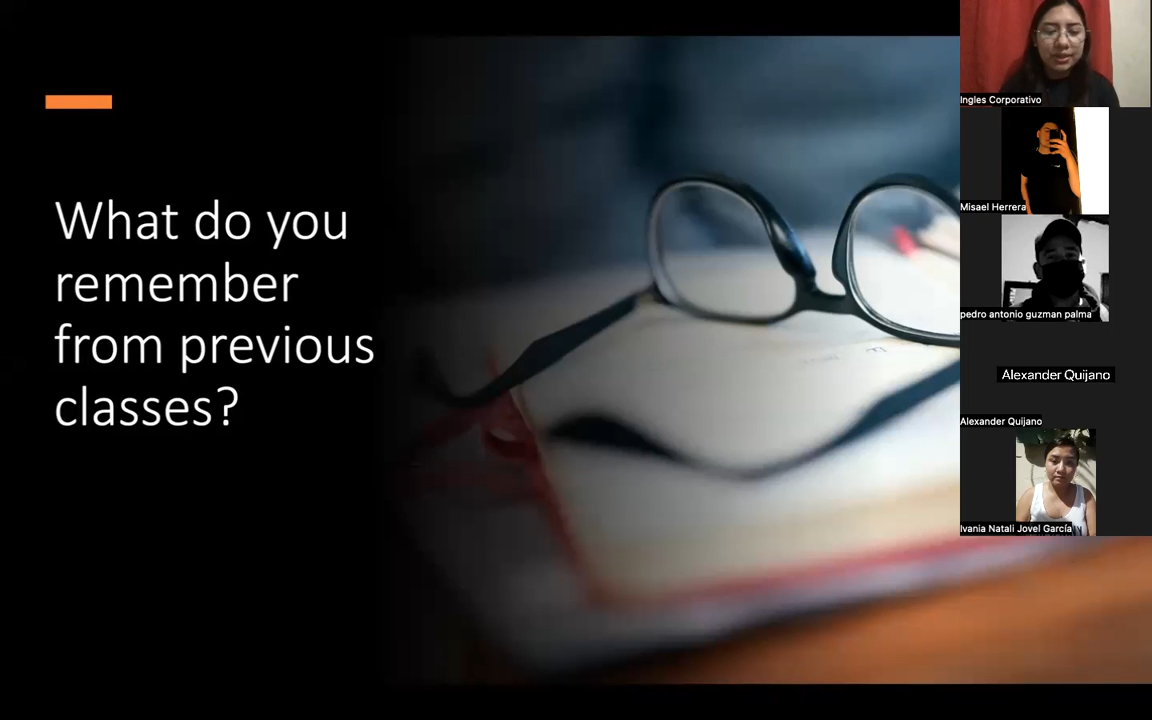 What do you
remember
from previous
classes?
Ingles Corporativo
Misael Herrera
pedro antonio guzman palma
Alexander Quijano
Alexander Quijano
Ivania Natali Jovel García